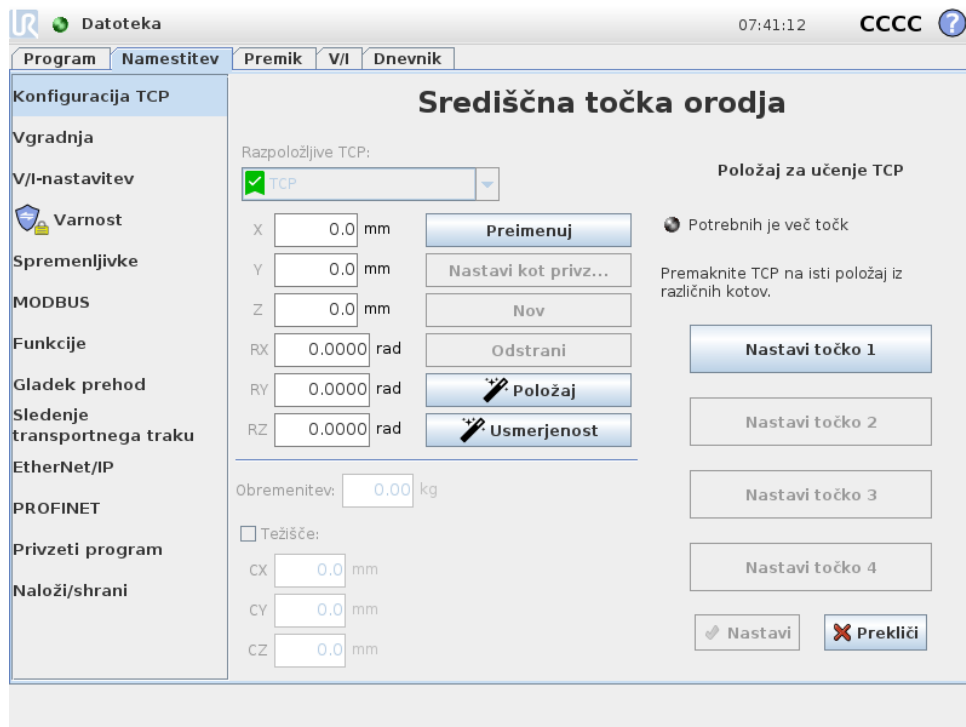 UR Datoteka 07:41:12 CCCC ?
Program Namestitev Premik V/I Dnevnik
Konfiguracija TCP
Vgradnja
V/I-nastavitev
Varnost
Spremenljivke
MODBUS
Funkcije
Gladek prehod
Sledenje
transportnega traku
EtherNet/IP
PROFINET
Privzeti program
Naloži/shrani
Središčna točka orodja
Razpoložljive TCP:
TCP
X 0.0 mm Preimenuj
Y 0.0 mm Nastavi kot privz...
Z 0.0 mm Nov
RX 0.0000 rad Odstrani
RY 0.0000 rad Položaj
RZ 0.0000 rad Usmerjenost
Obremenitev: 0.00 kg
Težišče:
CX 0.0 mm
CY 0.0 mm
CZ 0.0 mm
Položaj za učenje TCP
Potrebnih je več točk
Premaknite TCP na isti položaj iz
različnih kotov.
Nastavi točko 1
Nastavi točko 2
Nastavi točko 3
Nastavi točko 4
Nastavi Prekliči